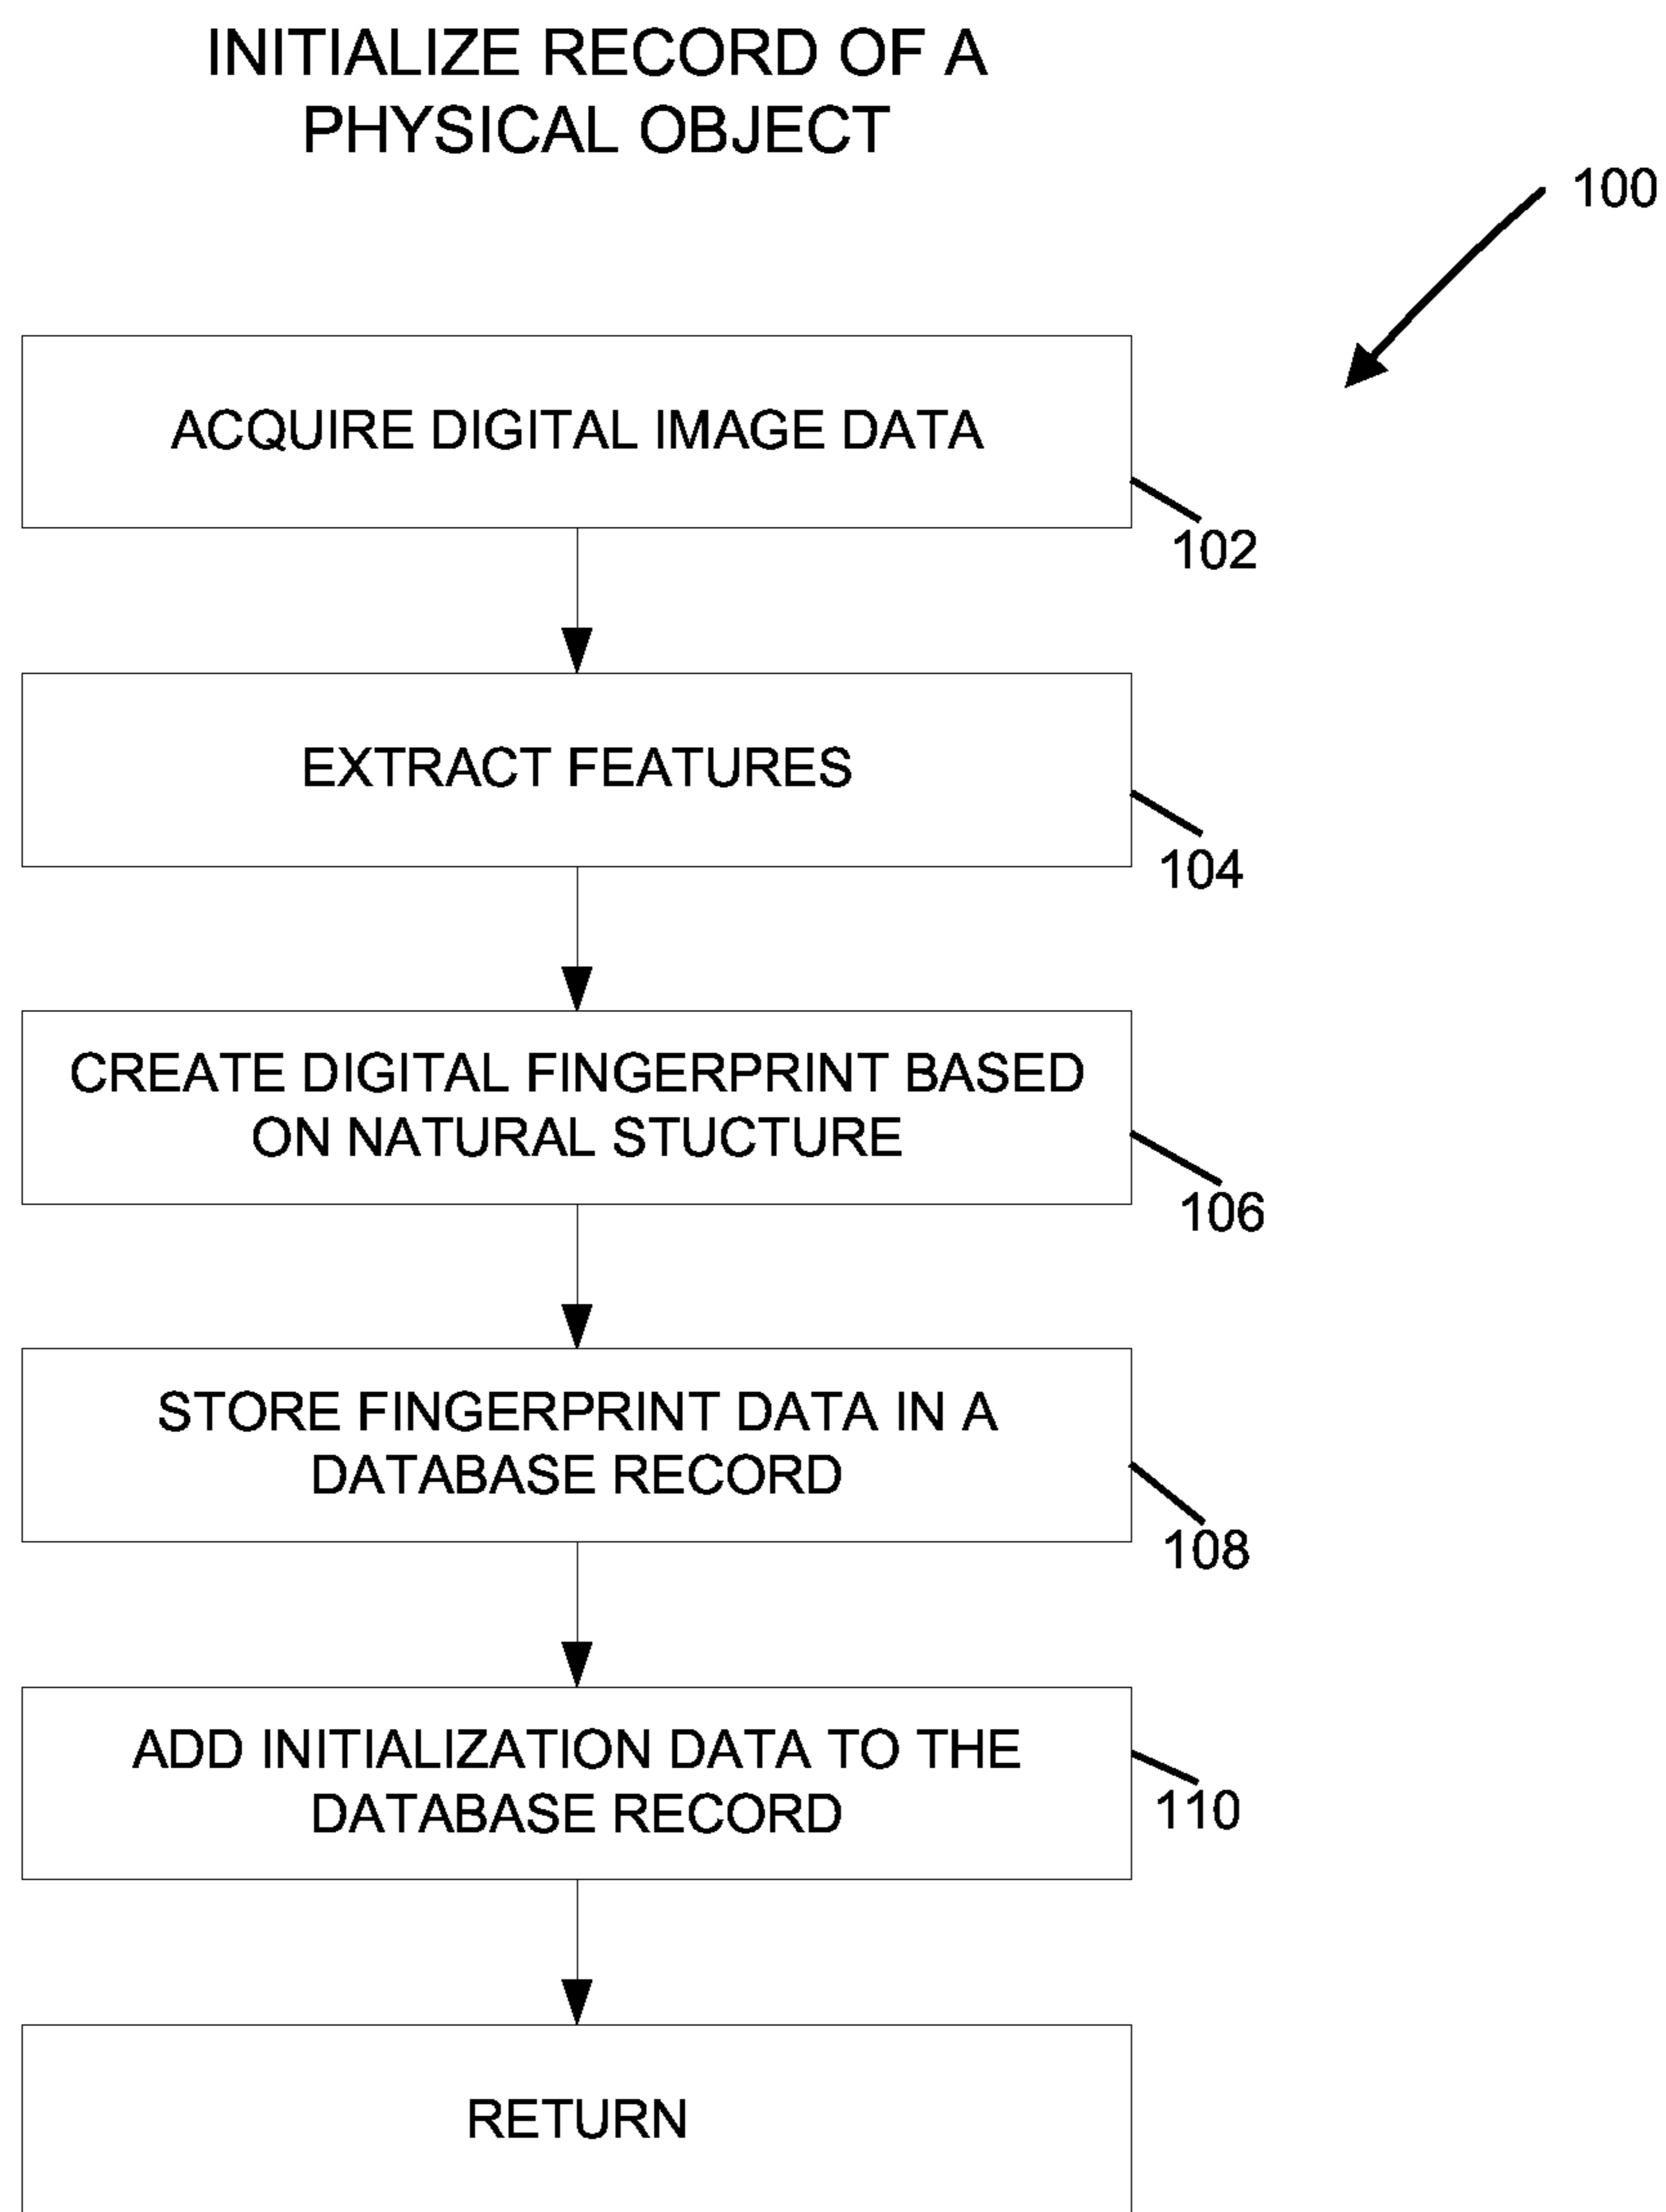 INITIALIZE RECORD OF A
PHYSICAL OBJECT
100
ACQUIRE DIGITAL IMAGE DATA
102
EXTRACT FEATURES
104
CREATE DIGITAL FINGERPRINT BASED
ON NATURAL STUCTURE
106
STORE FINGERPRINT DATA IN A
DATABASE RECORD
108
ADD INITIALIZATION DATA TO THE
DATABASE RECORD
110
RETURN